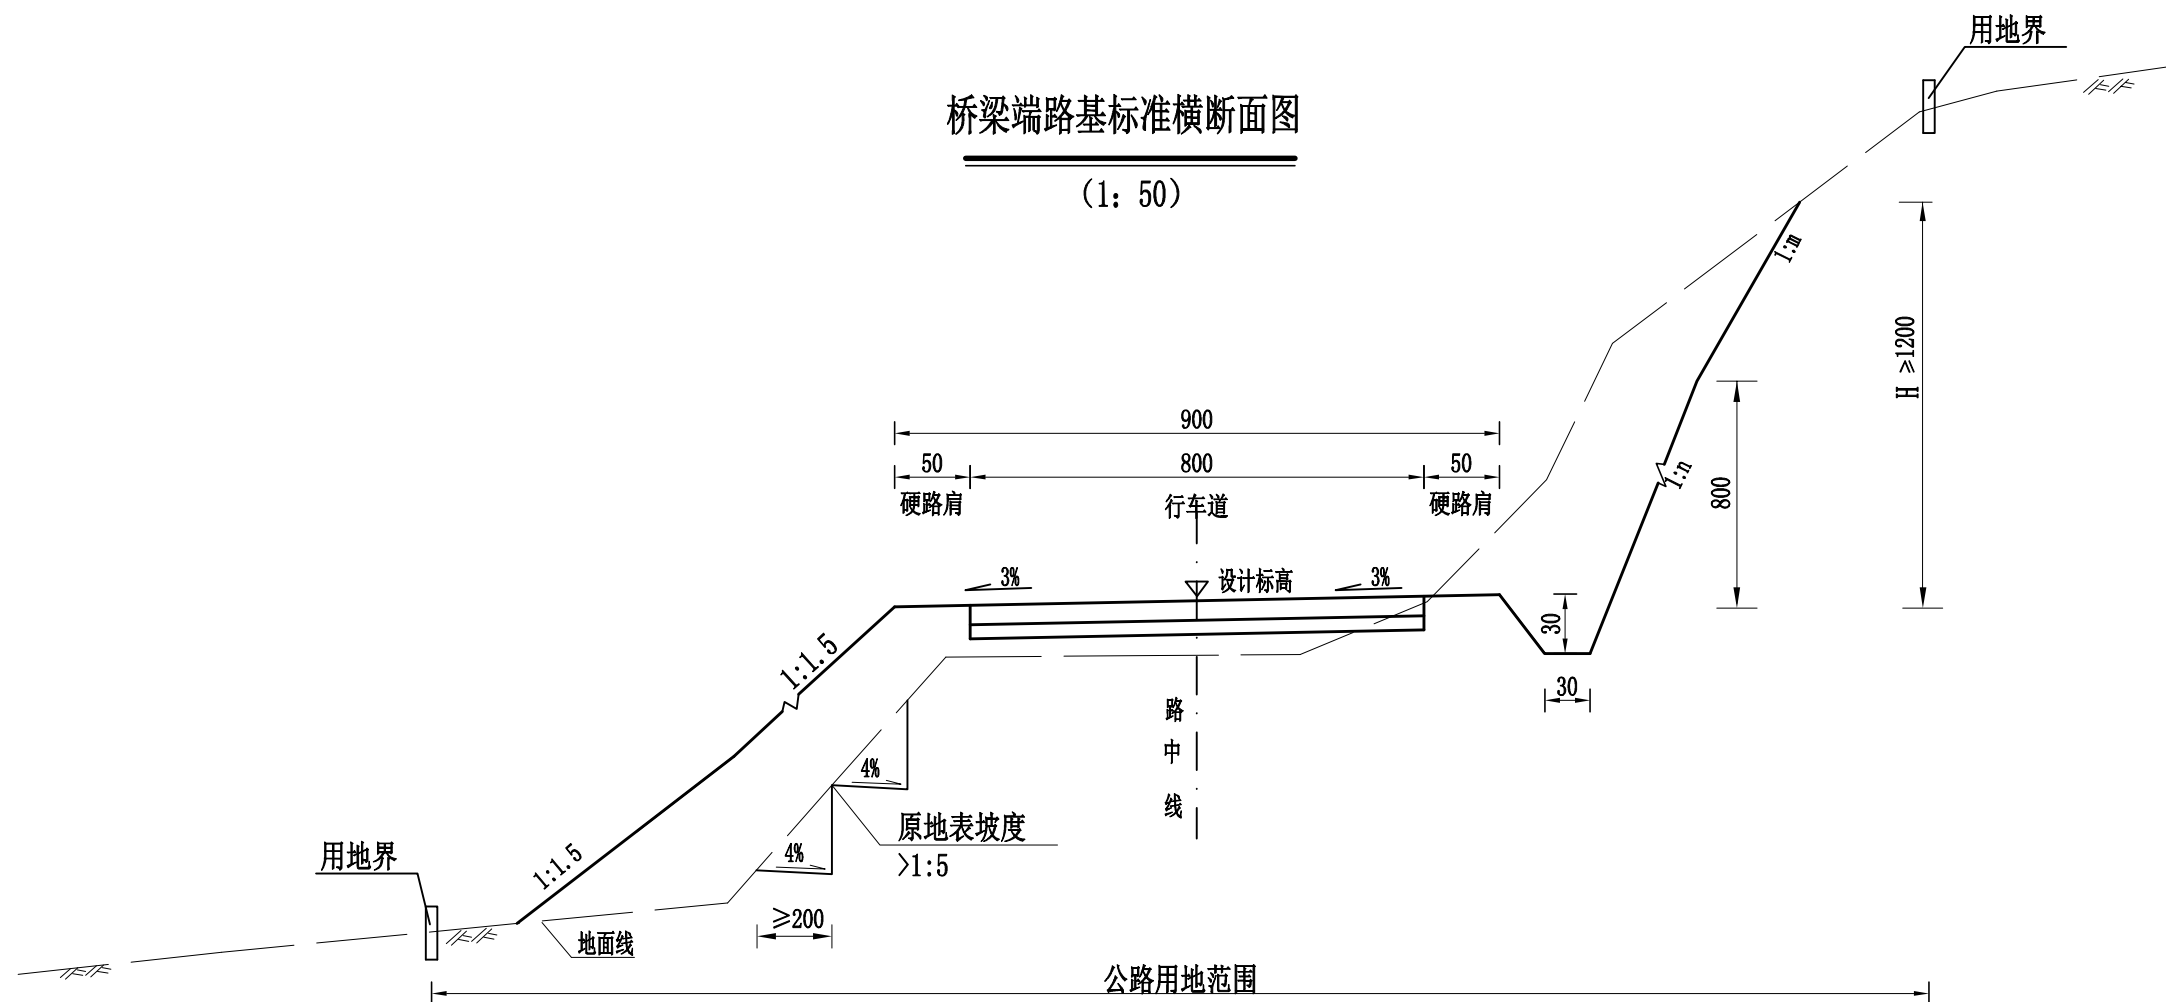 用地界
桥梁端路基标准横断面图
（1：50）
1:m
H ≥1200
900
50
800
50
硬路肩
行车道
硬路肩
1:n
800
3%
设计标高
3%
30
1:1.5
30
路
中
线
4%
原地表坡度
>1:5
4%
1:1.5
用地界
≥200
地面线
公路用地范围